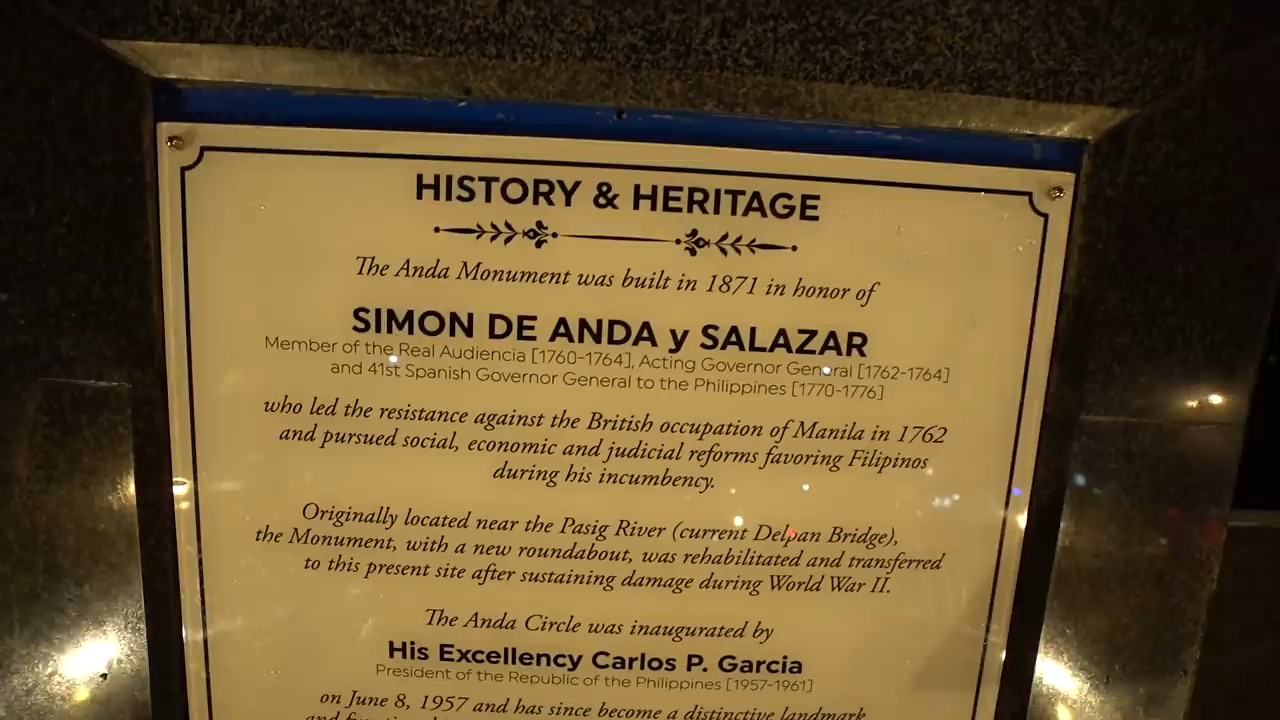 HISTORY & HERITAGE
The Anda Monument was built in 1871 in honor of
SIMON DE ANDA y SALAZAR
Member of the Real Audiencia [1760-1764], Acting Governor General [1762-1764]
and 41st Spanish Governor General to the Philippines [1770-1776]
who led the resistance against the British occupation of Manila in 1762
and pursued social, economic and judicial reforms favoring Filipinos
during his incumbency.
Originally located near the Pasig River (current Delpan Bridge),
the Monument, with a new roundabout, was rehabilitated and transferred
to this present site after sustaining damage during World War II.
The Anda Circle was inaugurated by
His Excellency Carlos P. Garcia
President of the Republic of the Philippines [1957-1961]
on June 8, 1957 and has since become a distinctive landmark